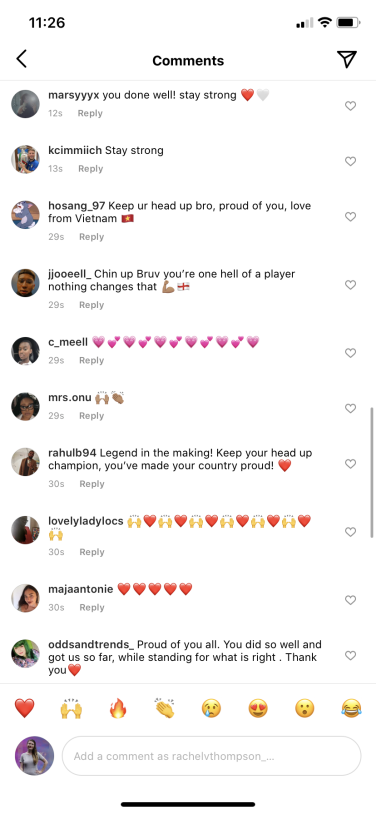 11:26
Comments
marsyyyx you done well! stay strong ❤️🤍
12s Reply
kcimmiich Stay strong
13s Reply
hosang_97 Keep ur head up bro, proud of you, love
from Vietnam 🇻🇳
29s Reply
jjooeell_ Chin up Bruv you're one hell of a player
nothing changes that 💪🏽🏴󠁧󠁢󠁥󠁮󠁧󠁿
29s Reply
c_meell 💗💕💗💕💗💕💗💕💗💕💗
29s Reply
mrs.onu 🙌🏽👏🏽
29s Reply
rahulb94 Legend in the making! Keep your head up
champion, you've made your country proud! ❤️
30s Reply
lovelyladylocs 🙌❤️🙌❤️🙌❤️🙌❤️🙌❤️🙌❤️
🙌
30s Reply
majaantonie ❤️❤️❤️❤️❤️
30s Reply
oddsandtrends_ Proud of you all. You did so well and
got us so far, while standing for what is right . Thank
you❤️
Add a comment as rachelvthompson_...